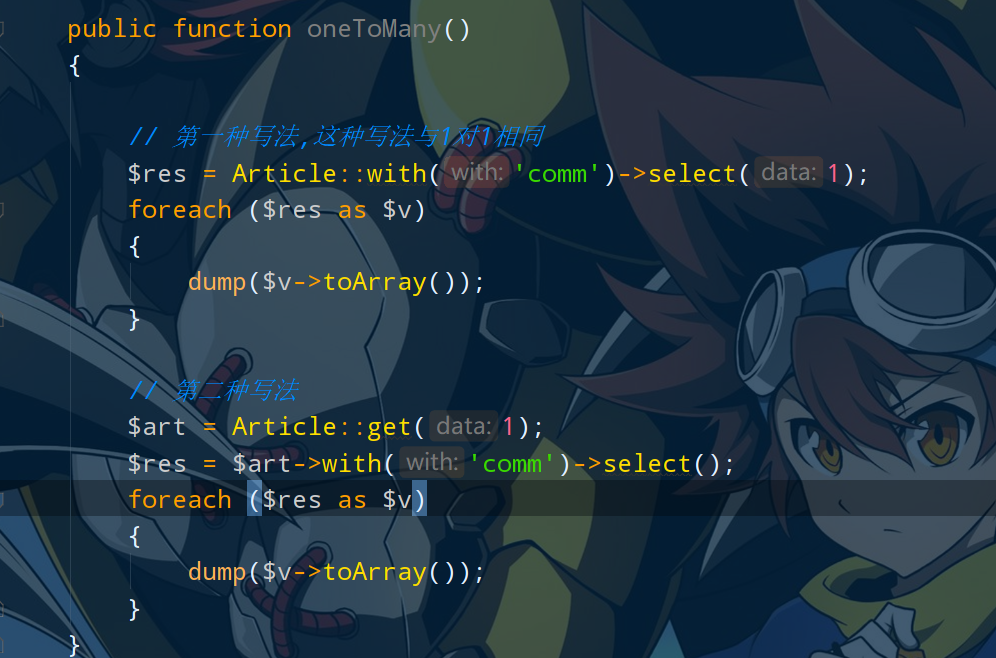 public function oneToMany()
{
// 第一种写法,这种写法与1对1相同
$res = Article::with( with: 'comm')->select( data: 1);
foreach ($res as $v)
{
dump($v->toArray());
}
// 第二种写法
$art = Article::get( data: 1);
$res = $art->with( with: 'comm')->select();
foreach ($res as $v)
{
dump($v->toArray());
}
}